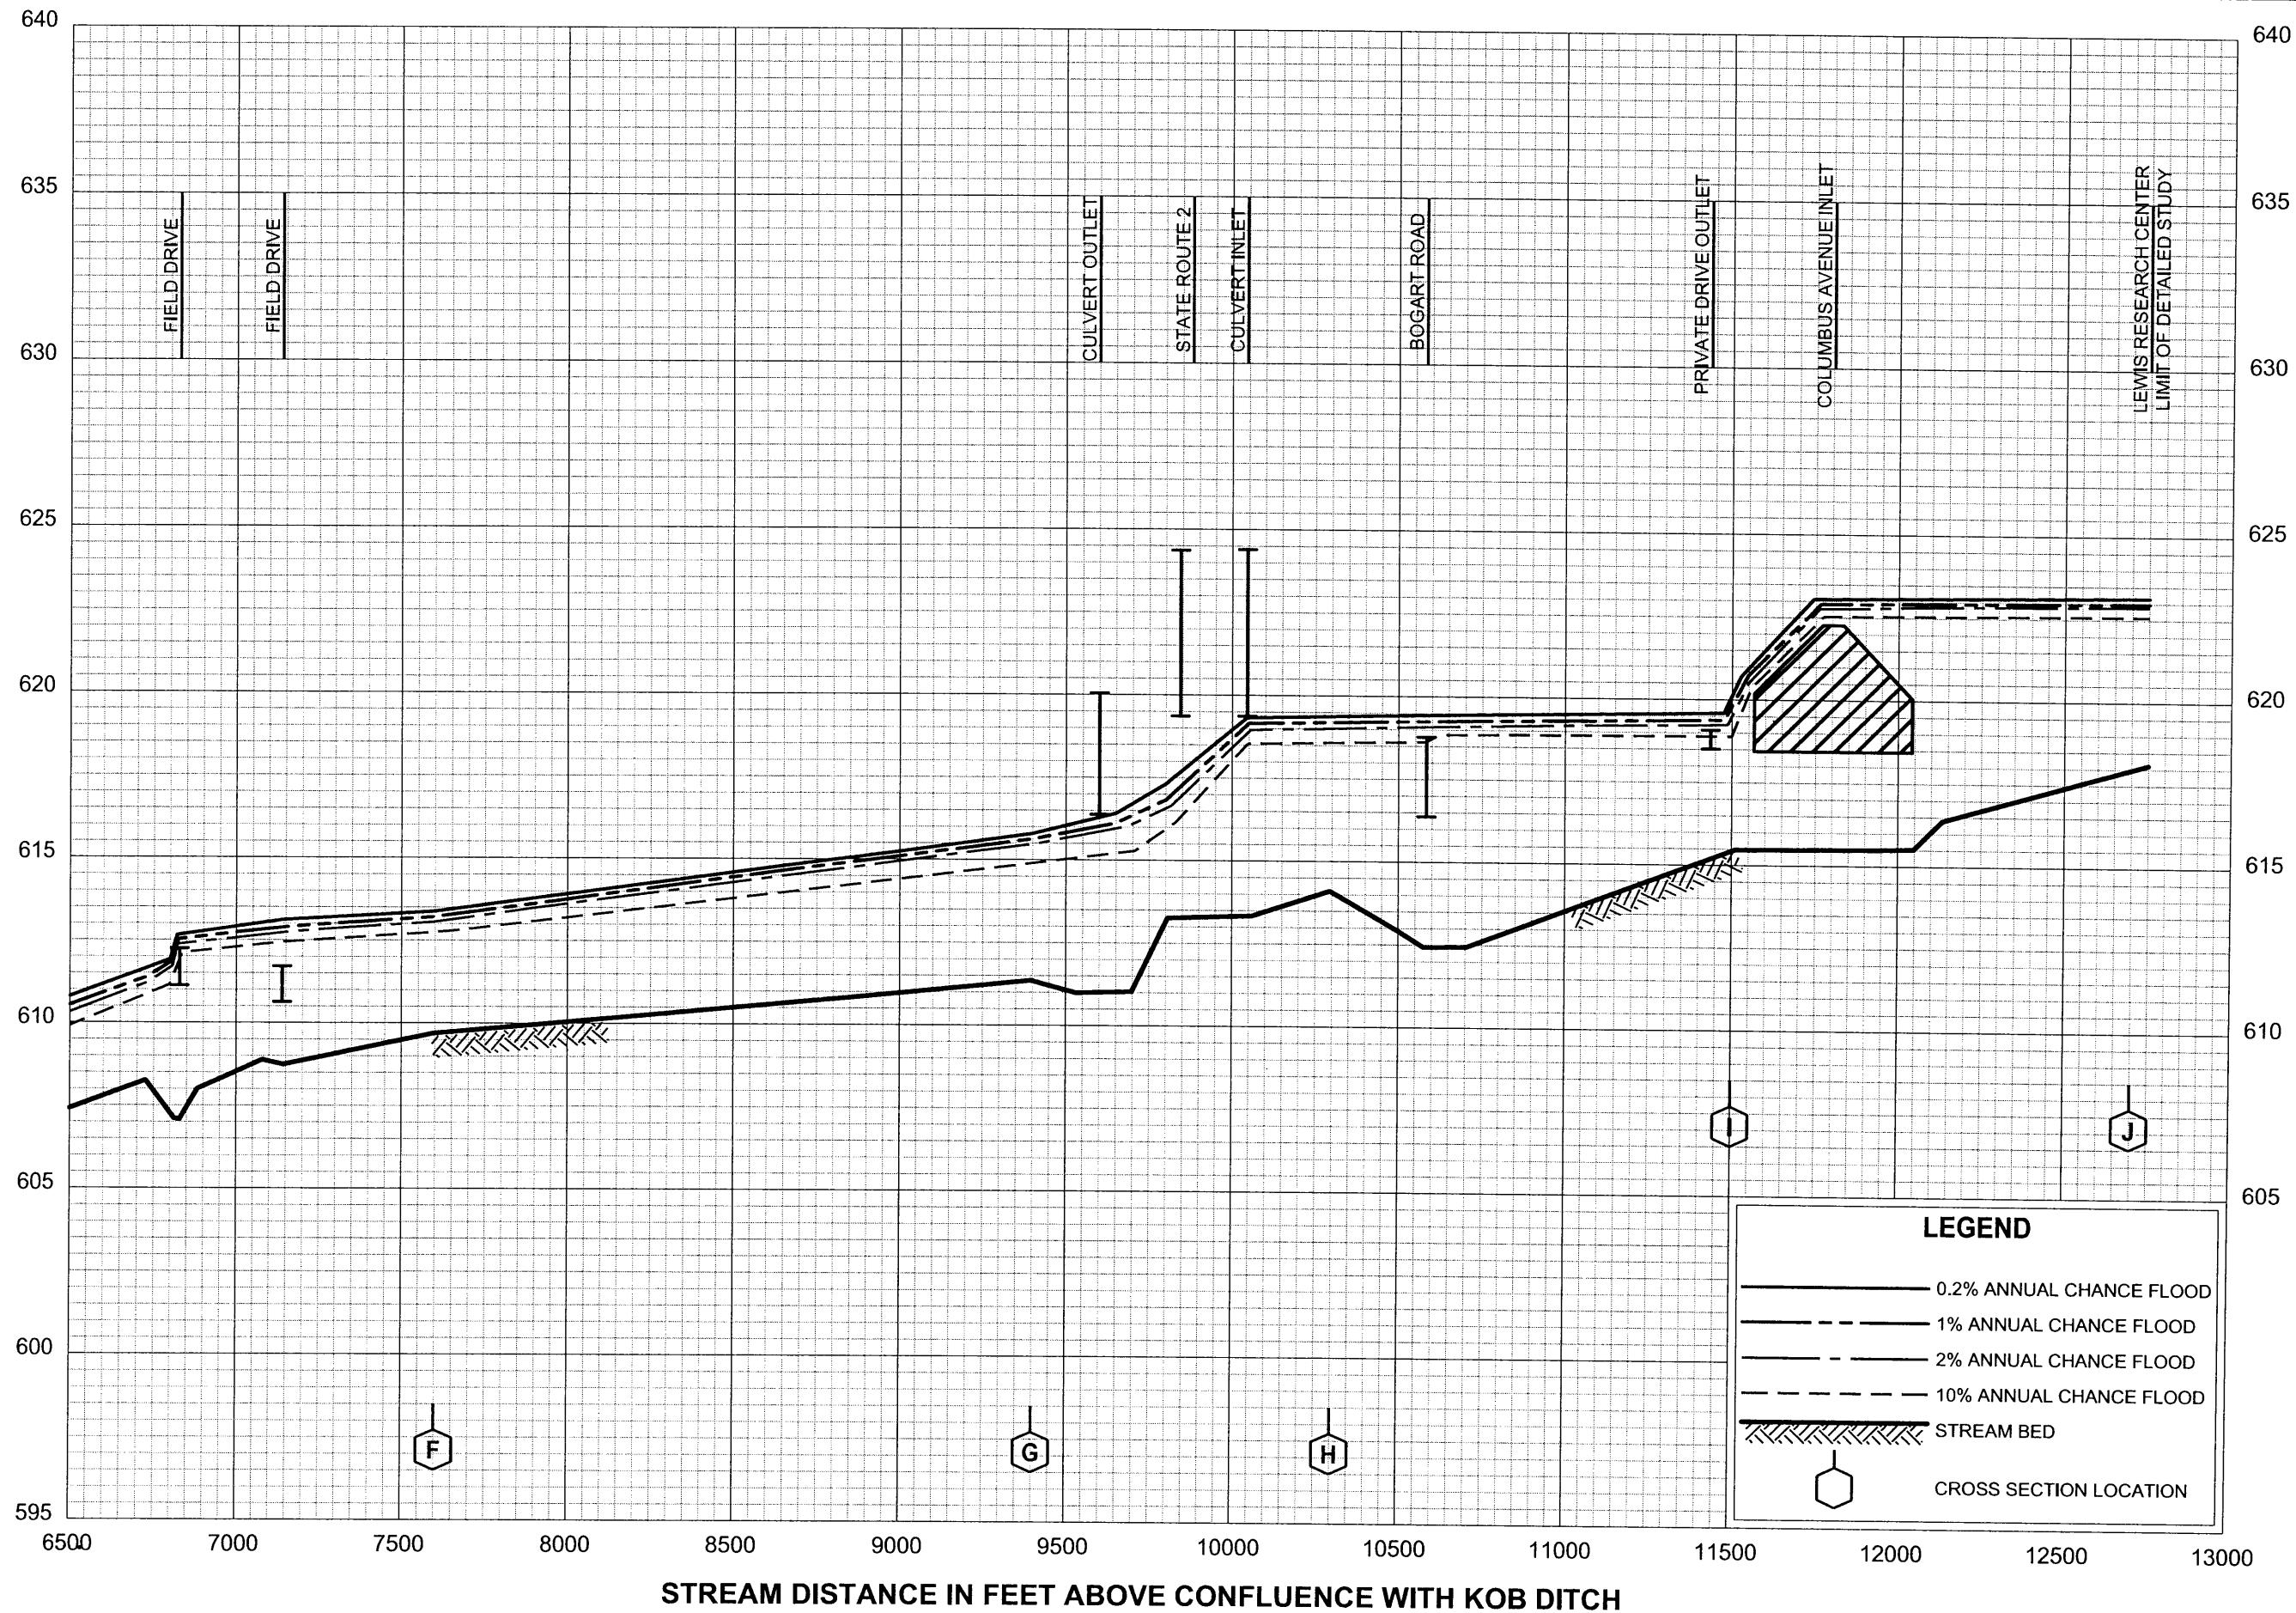 640
635
630
625
620
615
610
605
600
595
640
635
630
625
620
615
610
605
FIELD DRIVE
FIELD DRIVE
CULVERT OUTLET
STATE ROUTE 2
CULVERT INLET
BOGART ROAD
PRIVATE DRIVE OUTLET
COLUMBUS AVENUE INLET
LEWIS RESEARCH CENTER
LIMIT OF DETAILED STUDY
F
G
H
I
J
LEGEND
0.2% ANNUAL CHANCE FLOOD
1% ANNUAL CHANCE FLOOD
2% ANNUAL CHANCE FLOOD
10% ANNUAL CHANCE FLOOD
STREAM BED
CROSS SECTION LOCATION
6500 7000 7500 8000 8500 9000 9500 10000 10500 11000 11500 12000 12500 13000
STREAM DISTANCE IN FEET ABOVE CONFLUENCE WITH KOB DITCH